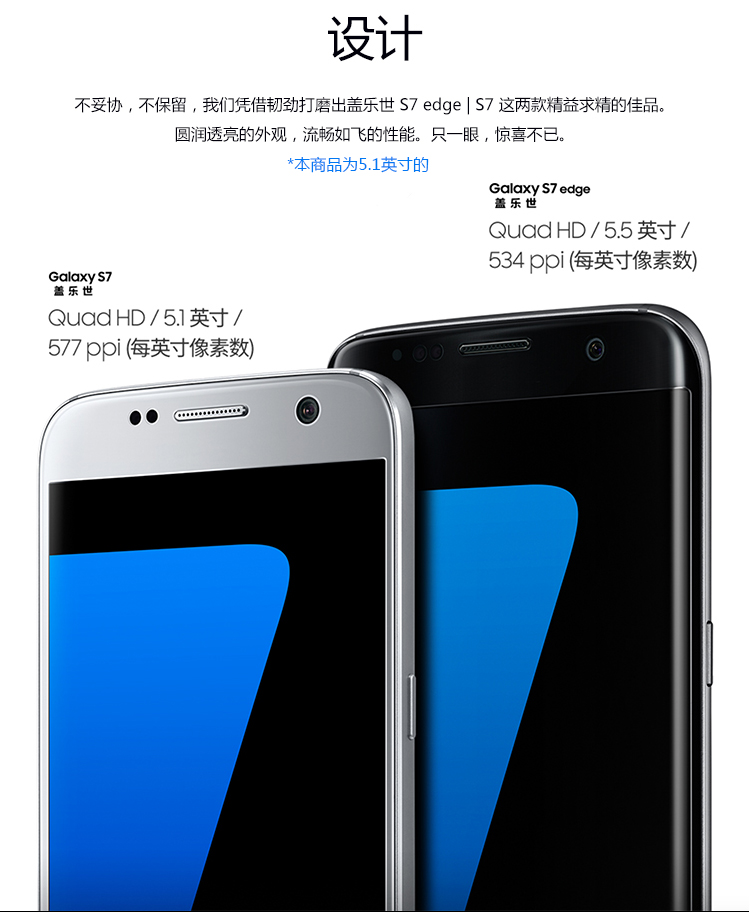 设计
不妥协，不保留，我们凭借韧劲打磨出盖乐世 S7 edge | S7 这两款精益求精的佳品。
圆润透亮的外观，流畅如飞的性能。只一眼，惊喜不已。
*本商品为5.1英寸的
Galaxy S7 edge
盖乐世
Quad HD / 5.5 英寸 /
534 ppi (每英寸像素数)
Galaxy S7
盖乐世
Quad HD / 5.1 英寸 /
577 ppi (每英寸像素数)